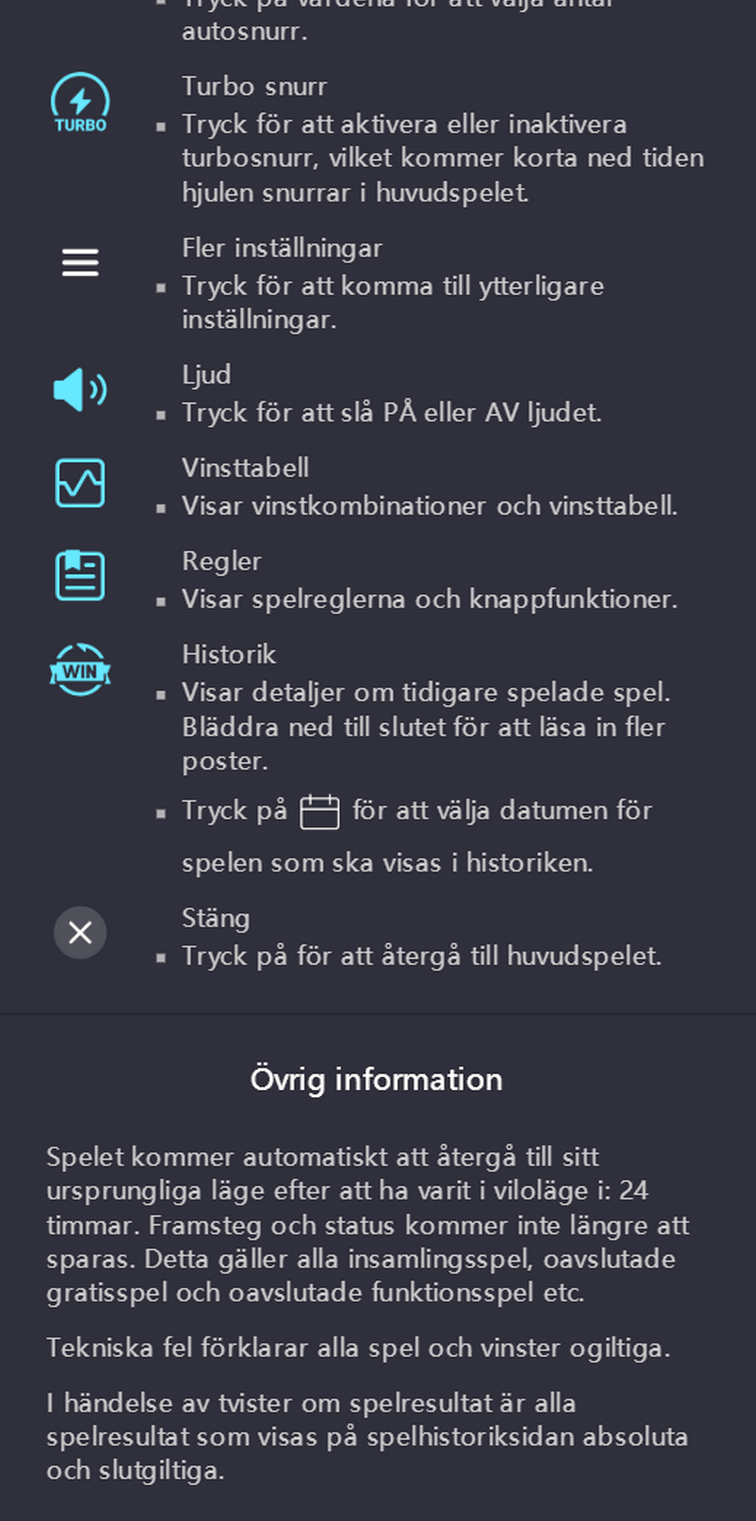 Tryck på värdena för att välja antal
autosnurr.
TURBO
Turbo snurr
Tryck för att aktivera eller inaktivera
turbosnurr, vilket kommer korta ned tiden
hjulen snurrar i huvudspelet.
Fler inställningar
Tryck för att komma till ytterligare
inställningar.
Ljud
Tryck för att slå PÅ eller AV ljudet.
Vinsttabell
Visar vinstkombinationer och vinsttabell.
Regler
Visar spelreglerna och knappfunktioner.
WIN
Historik
Visar detaljer om tidigare spelade spel.
Bläddra ned till slutet för att läsa in fler
poster.
Tryck på för att välja datumen för
spelen som ska visas i historiken.
Stäng
Tryck på för att återgå till huvudspelet.
Övrig information
Spelet kommer automatiskt att återgå till sitt
ursprungliga läge efter att ha varit i viloläge i: 24
timmar. Framsteg och status kommer inte längre att
sparas. Detta gäller alla insamlingsspel, oavslutade
gratisspel och oavslutade funktionsspel etc.
Tekniska fel förklarar alla spel och vinster ogiltiga.
I händelse av tvister om spelresultat är alla
spelresultat som visas på spelhistoriksidan absoluta
och slutgiltiga.